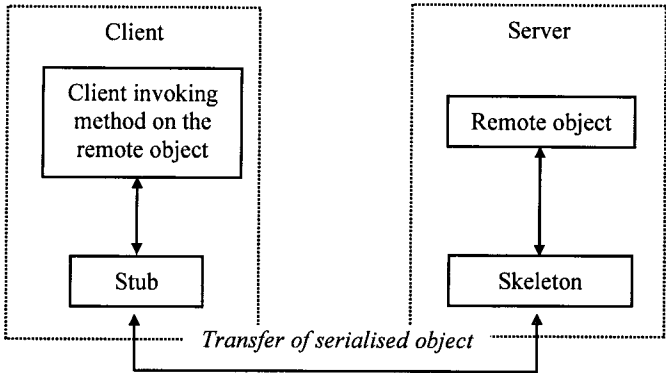 Client
Server
Client invoking
method on the
remote object
Remote object
Stub
Skeleton
Transfer of serialised object